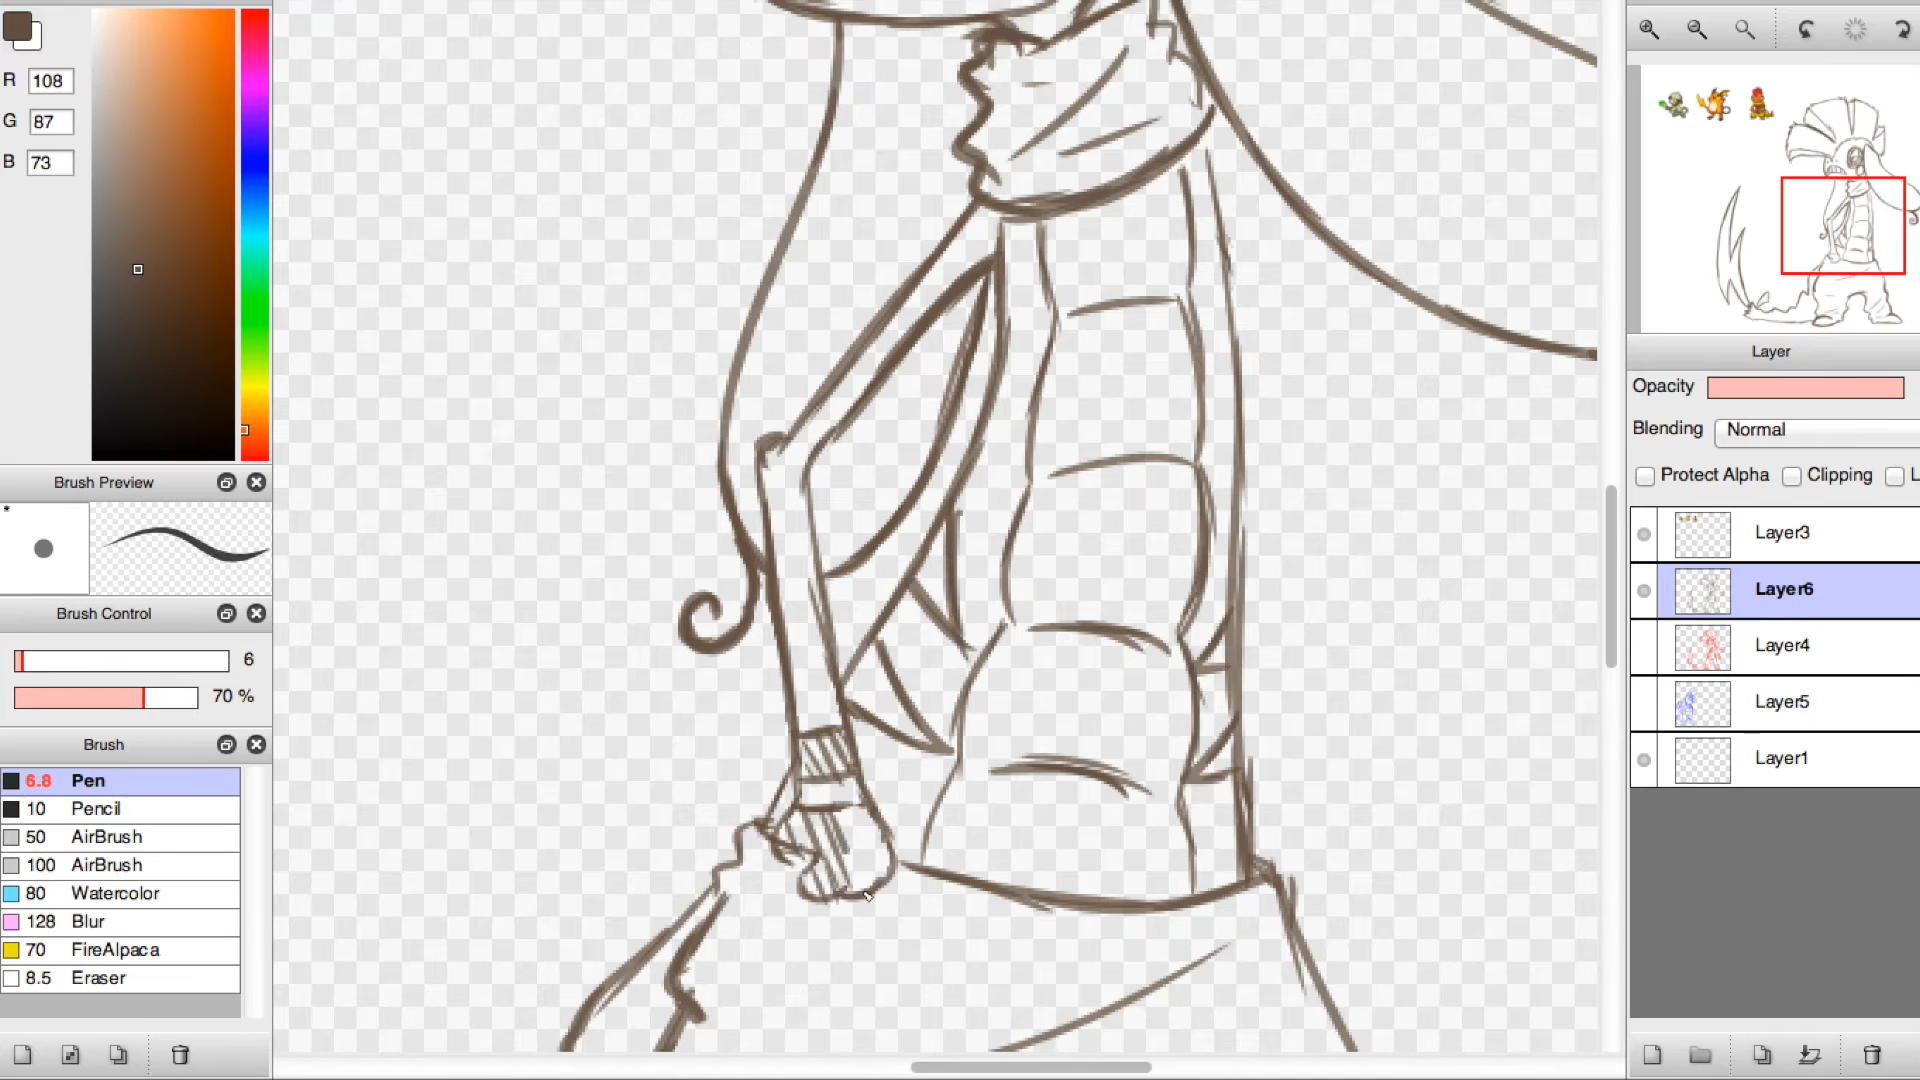 R 108
G 87
B 73
Brush Preview
*
Brush Control
6
70 %
Brush
6.8 Pen
10 Pencil
50 AirBrush
100 AirBrush
80 Watercolor
128 Blur
70 FireAlpaca
8.5 Eraser
Layer
Opacity
Blending Normal
Protect Alpha Clipping L
Layer3
Layer6
Layer4
Layer5
Layer1